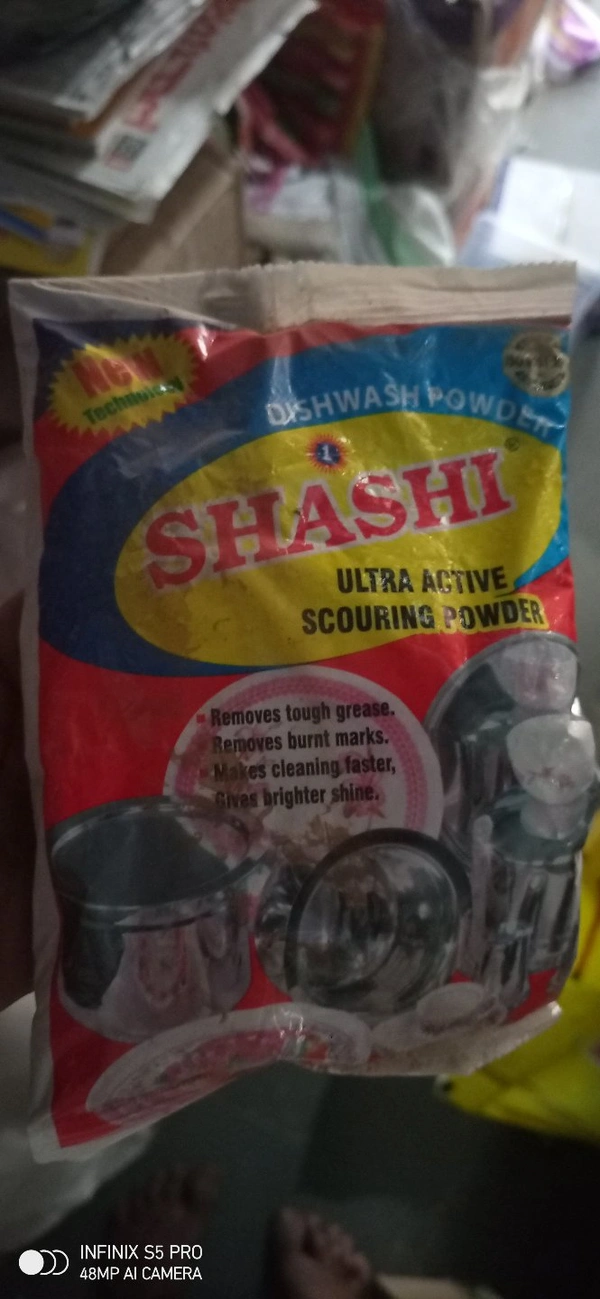 New
Technology
DISHWASH POWDER
1
SHASHI®
ULTRA ACTIVE
SCOURING POWDER
Removes tough grease.
Removes burnt marks.
Makes cleaning faster,
Gives brighter shine.
INFINIX S5 PRO
48MP AI CAMERA